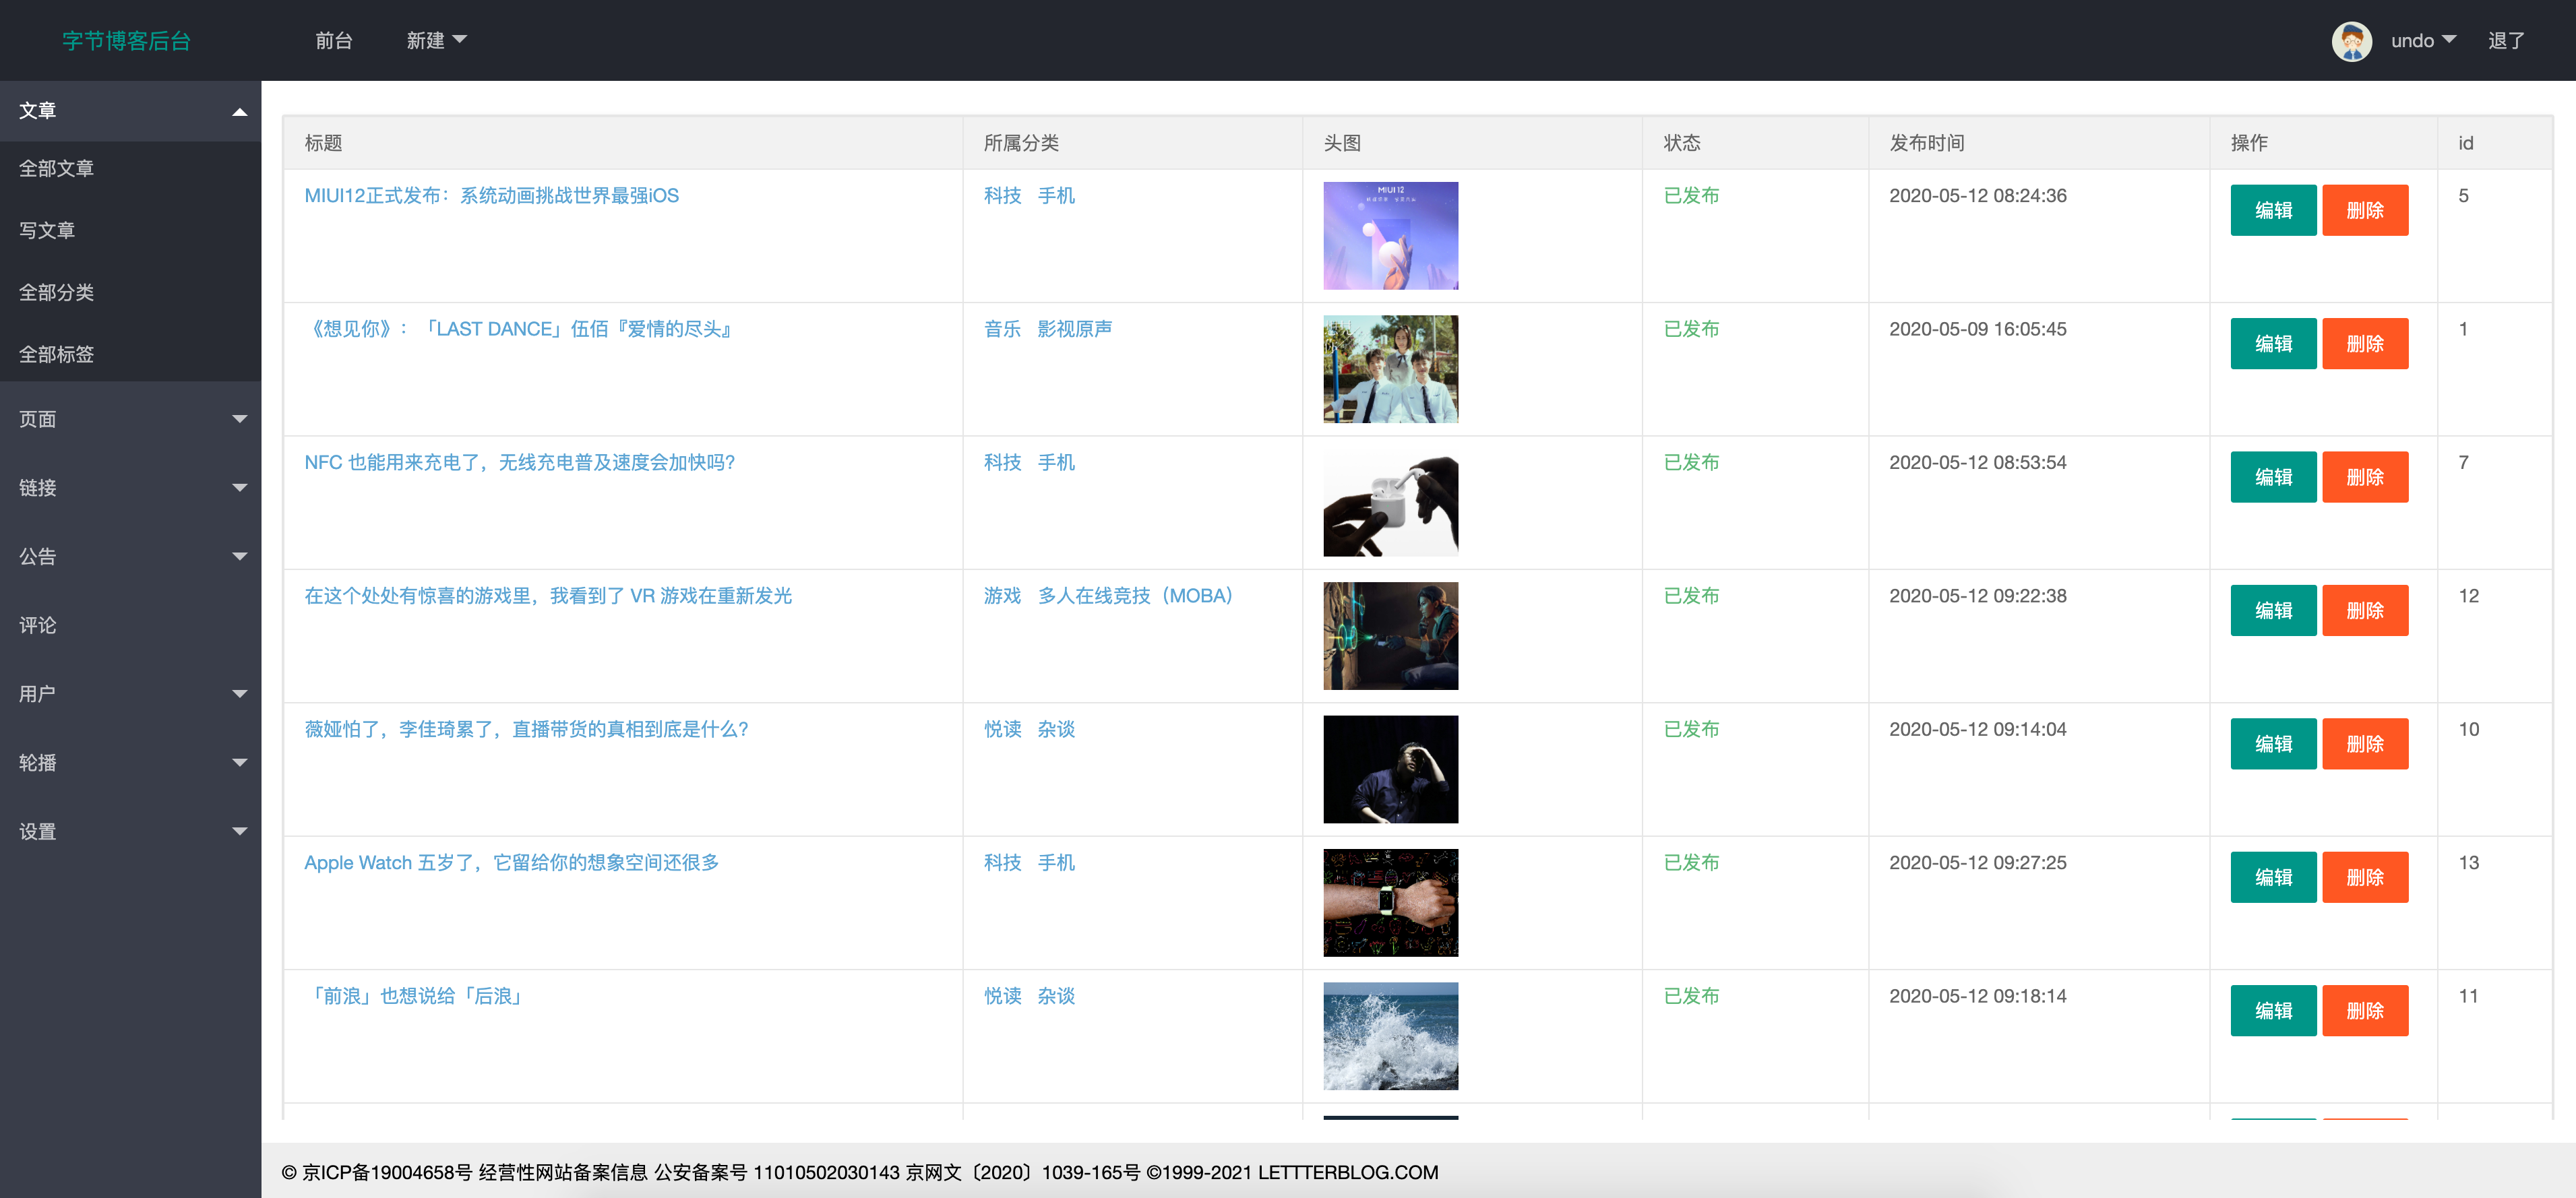 字节博客后台 前台 新建 undo 退了
文章
全部文章
写文章
全部分类
全部标签
页面
链接
公告
评论
用户
轮播
设置
标题 所属分类 头图 状态 发布时间 操作 id
MIUI12正式发布：系统动画挑战世界最强iOS 科技 手机 已发布 2020-05-12 08:24:36 编辑 删除 5
MIUI 12
《想见你》：「LAST DANCE」伍佰『爱情的尽头』 音乐 影视原声 已发布 2020-05-09 16:05:45 编辑 删除 1
NFC 也能用来充电了，无线充电普及速度会加快吗？ 科技 手机 已发布 2020-05-12 08:53:54 编辑 删除 7
在这个处处有惊喜的游戏里，我看到了 VR 游戏在重新发光 游戏 多人在线竞技（MOBA） 已发布 2020-05-12 09:22:38 编辑 删除 12
薇娅怕了，李佳琦累了，直播带货的真相到底是什么？ 悦读 杂谈 已发布 2020-05-12 09:14:04 编辑 删除 10
Apple Watch 五岁了，它留给你的想象空间还很多 科技 手机 已发布 2020-05-12 09:27:25 编辑 删除 13
「前浪」也想说给「后浪」 悦读 杂谈 已发布 2020-05-12 09:18:14 编辑 删除 11
© 京ICP备19004658号 经营性网站备案信息 公安备案号 11010502030143 京网文〔2020〕1039-165号 ©1999-2021 LETTTERBLOG.COM